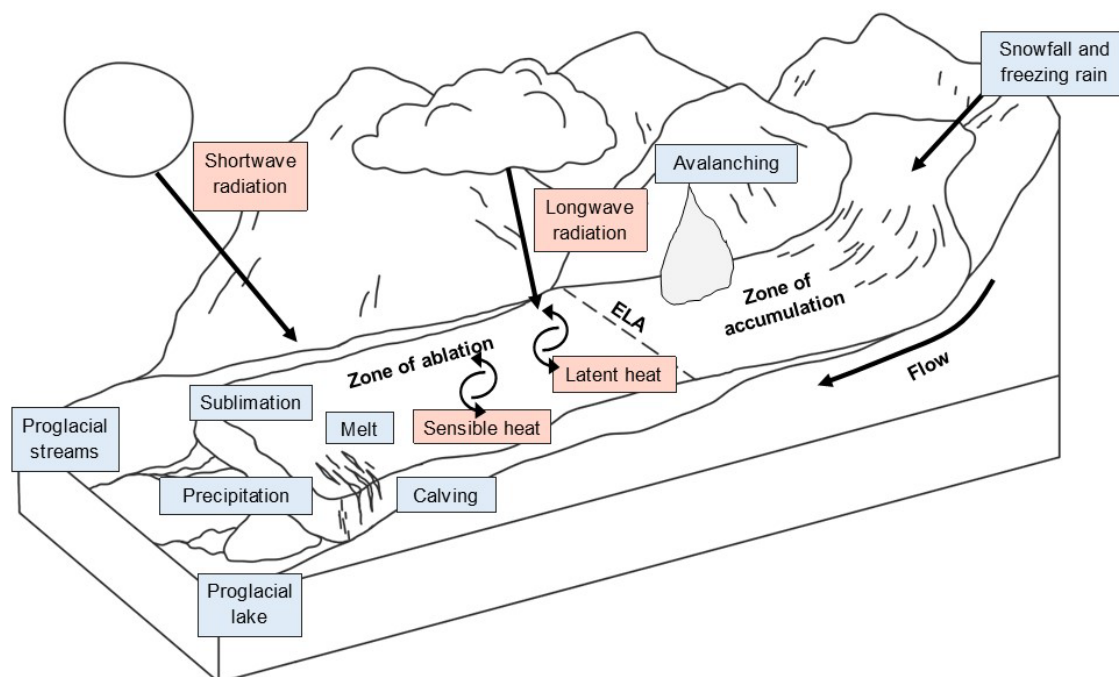 Snowfall and
freezing rain
Shortwave
radiation
Avalanching
Longwave
radiation
Zone of
accumulation
ELA
Zone of ablation
Latent heat
Flow
Sublimation
Melt
Sensible heat
Proglacial
streams
Precipitation
Calving
Proglacial
lake